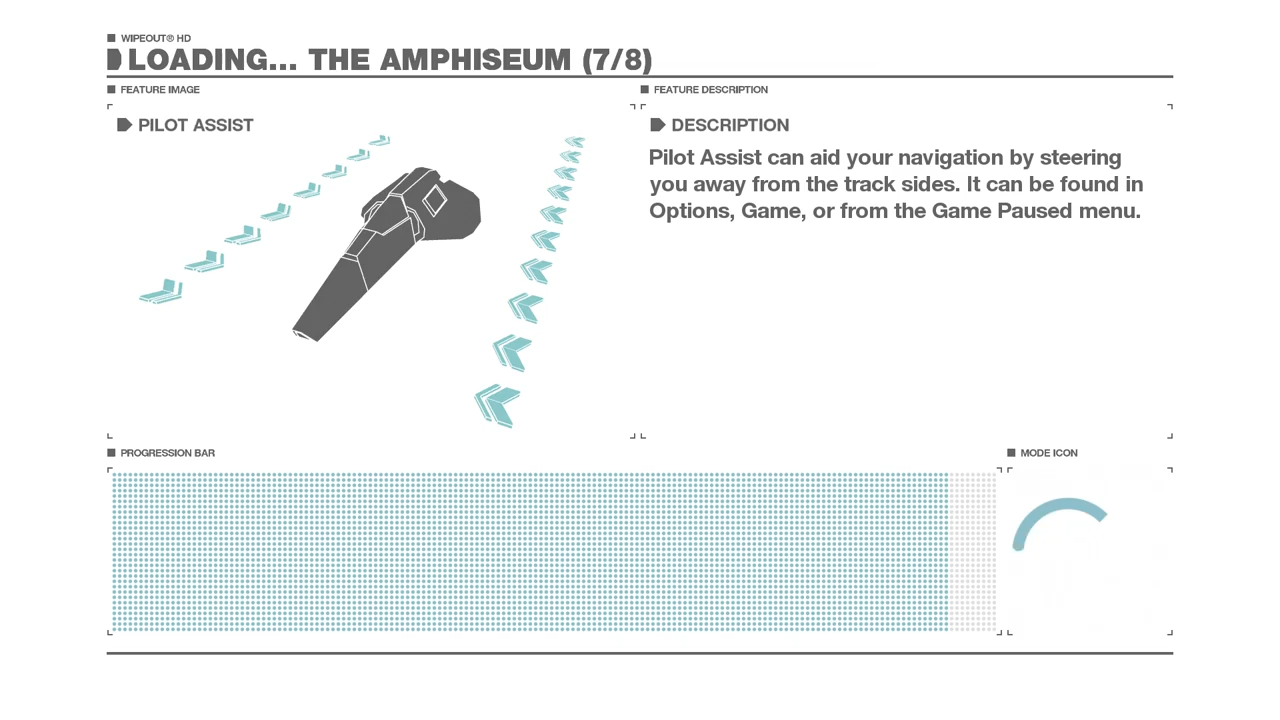 WIPEOUT® HD
LOADING... THE AMPHISEUM (7/8)
FEATURE IMAGE
PILOT ASSIST
FEATURE DESCRIPTION
DESCRIPTION
Pilot Assist can aid your navigation by steering
you away from the track sides. It can be found in
Options, Game, or from the Game Paused menu.
PROGRESSION BAR
MODE ICON